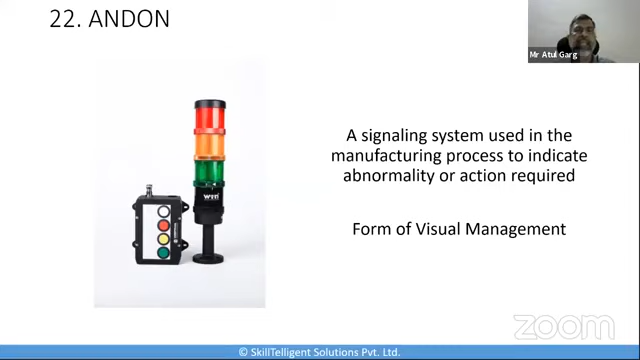 22. ANDON
Mr Atul Garg
A signaling system used in the
manufacturing process to indicate
abnormality or action required
Form of Visual Management
zoom
© SkillTelligent Solutions Pvt. Ltd.